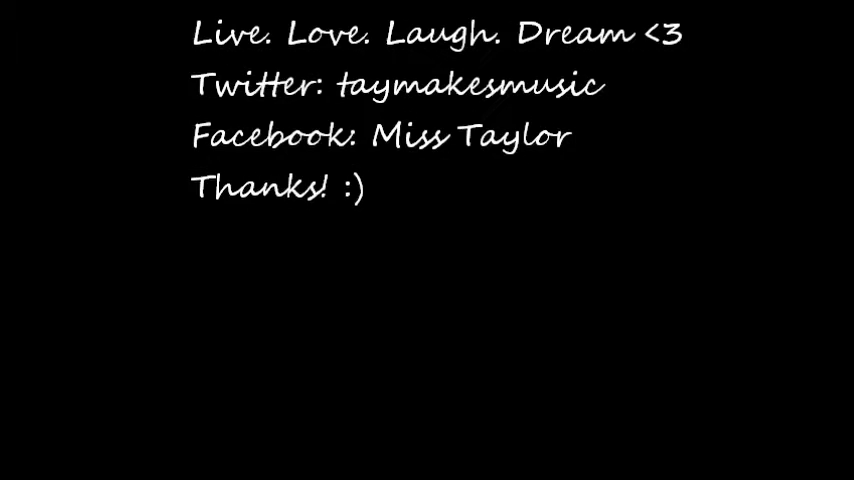 Live. Love. Laugh. Dream <3
Twitter: taymakesmusic
Facebook: Miss Taylor
Thanks! :)